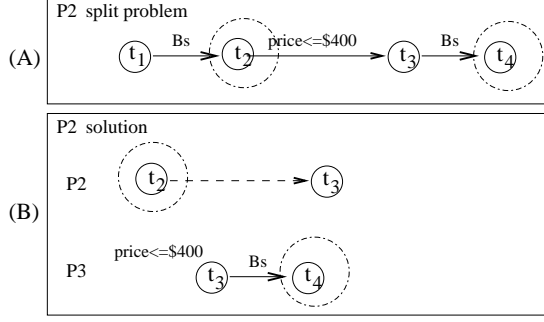 P2 split problem
(A)
t1 Bs t2 price<=$400 t3 Bs t4
P2 solution
(B)
P2 t2 t3
price<=$400
P3 t3 Bs t4